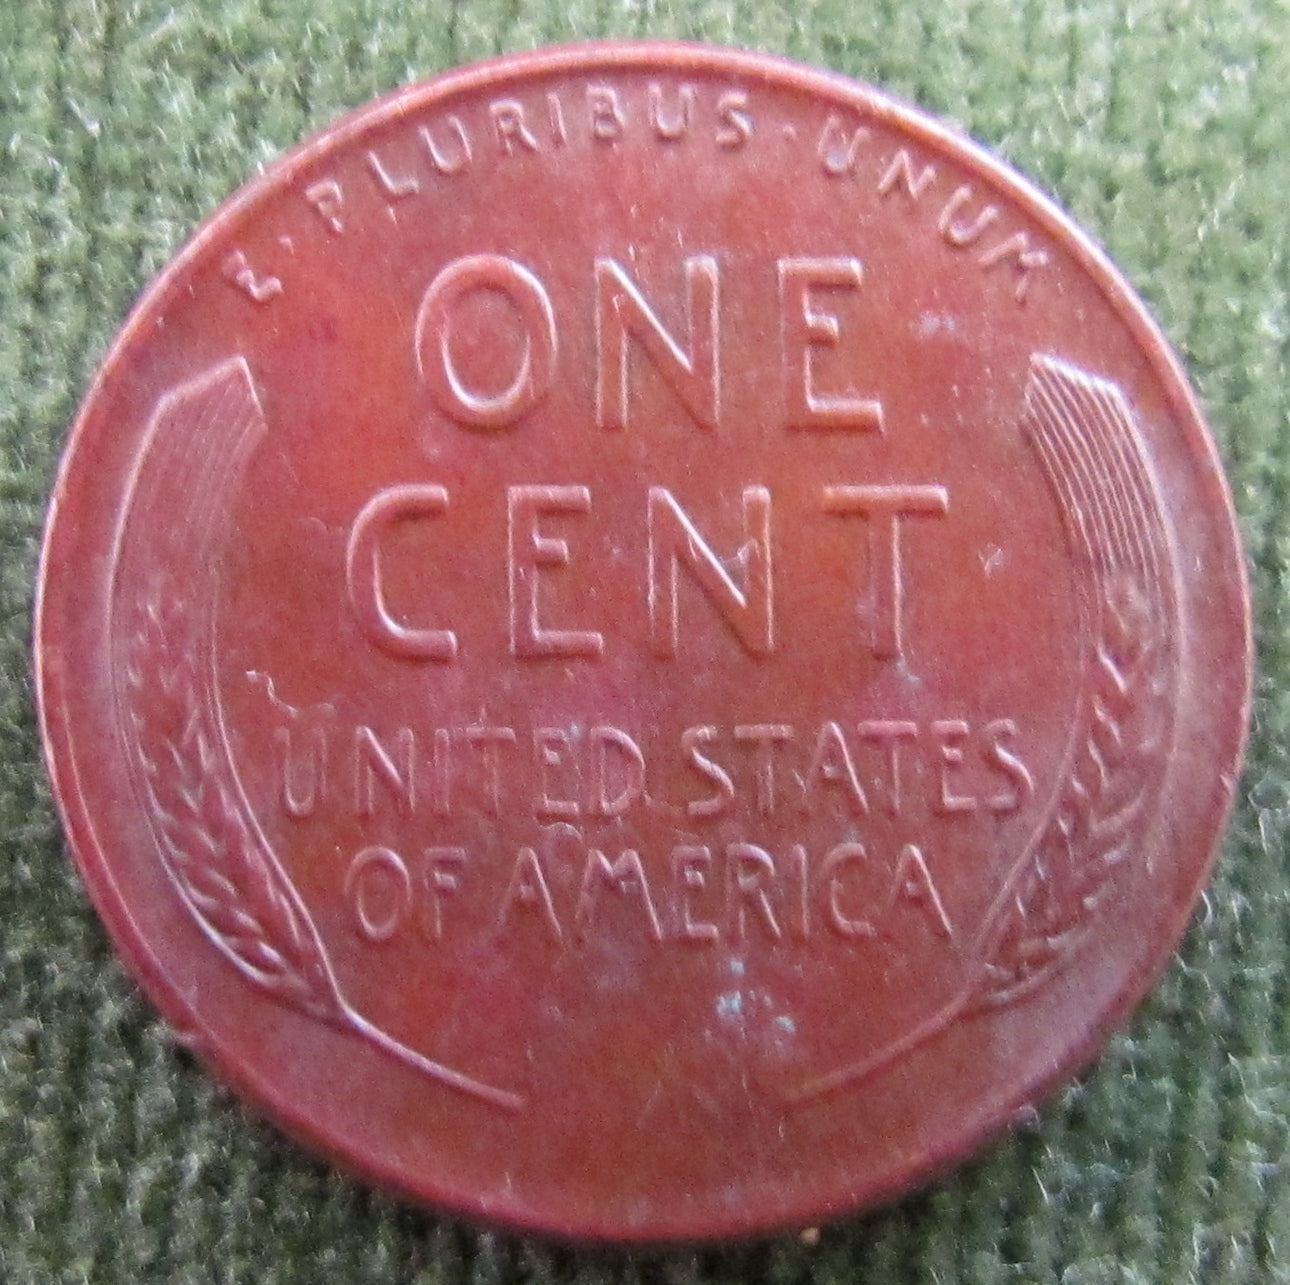 E·PLURIBUS·UNUM
ONE
CENT
UNITED STATES
OF AMERICA